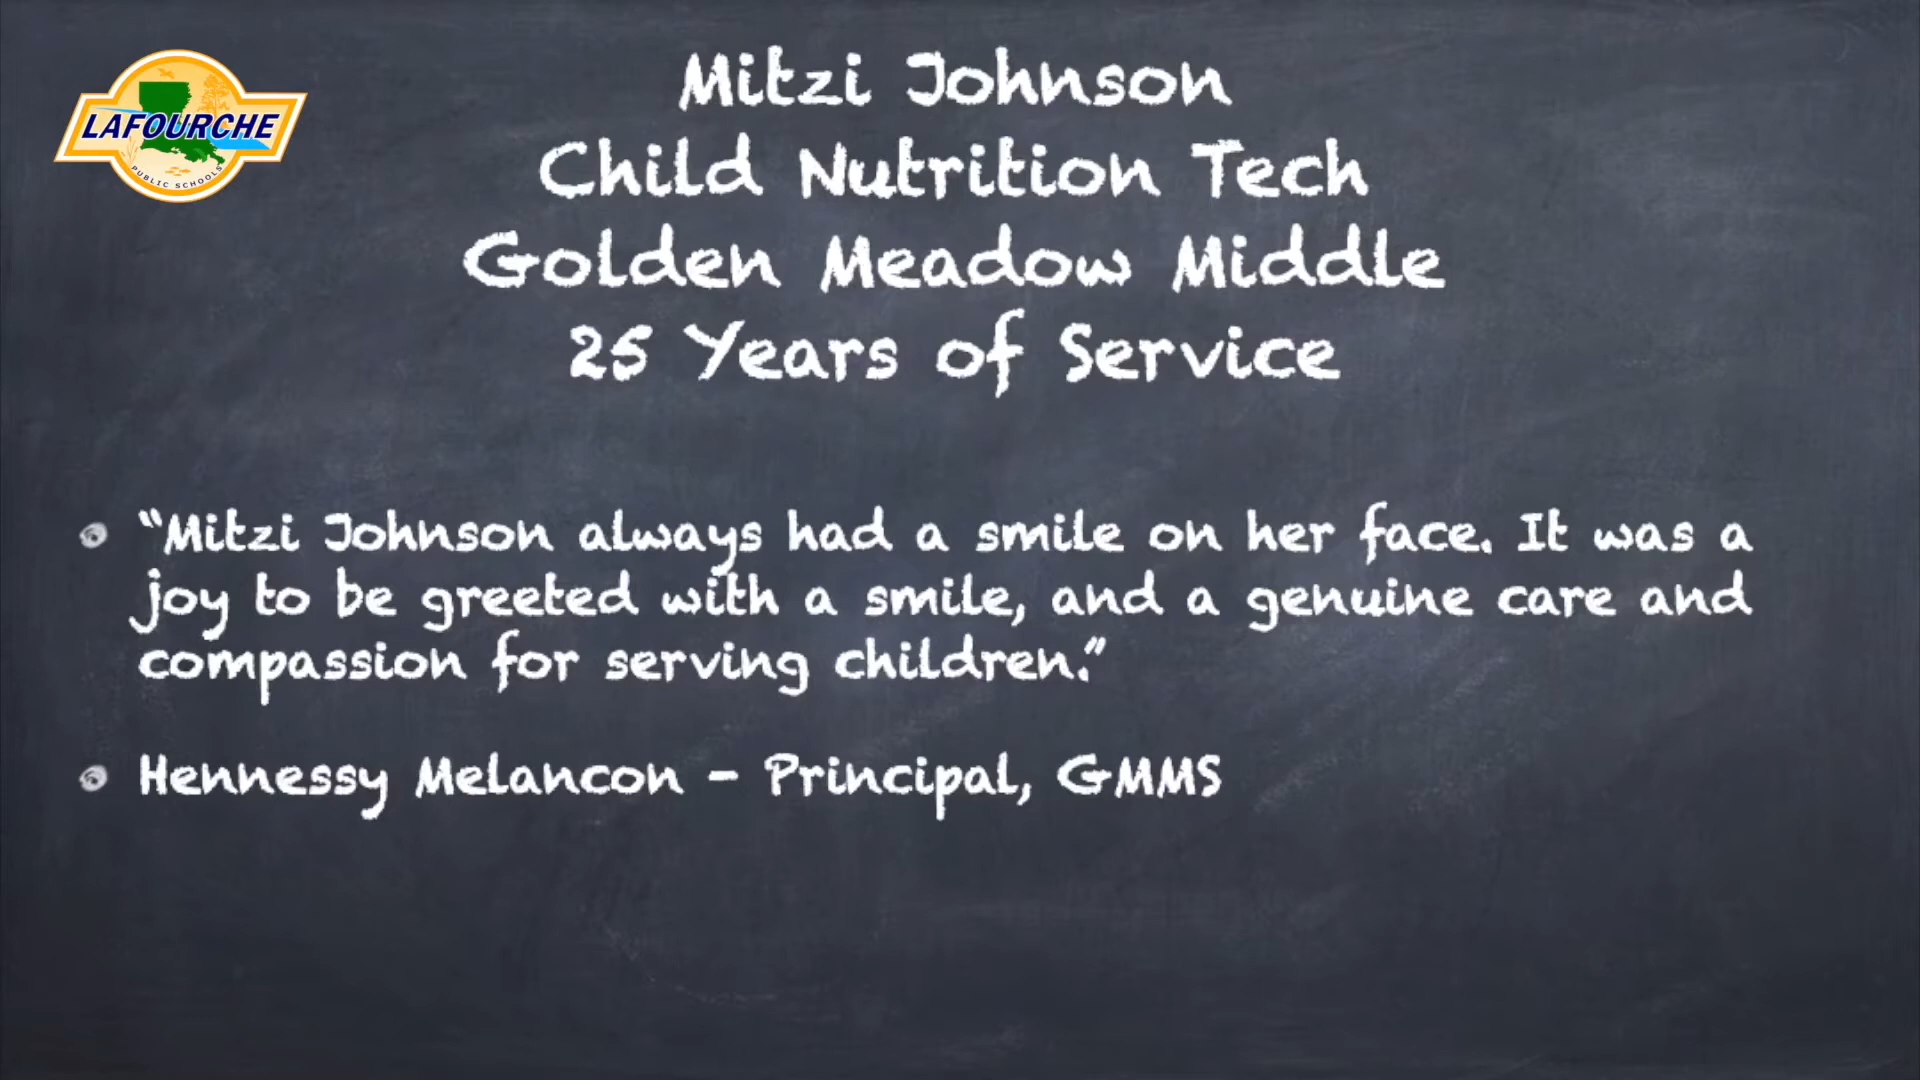 LAFOURCHE
PUBLIC SCHOOLS
Mitzi Johnson
Child Nutrition Tech
Golden Meadow Middle
25 Years of Service
“Mitzi Johnson always had a smile on her face. It was a
joy to be greeted with a smile, and a genuine care and
compassion for serving children.”
Hennessy Melancon - Principal, GMMS